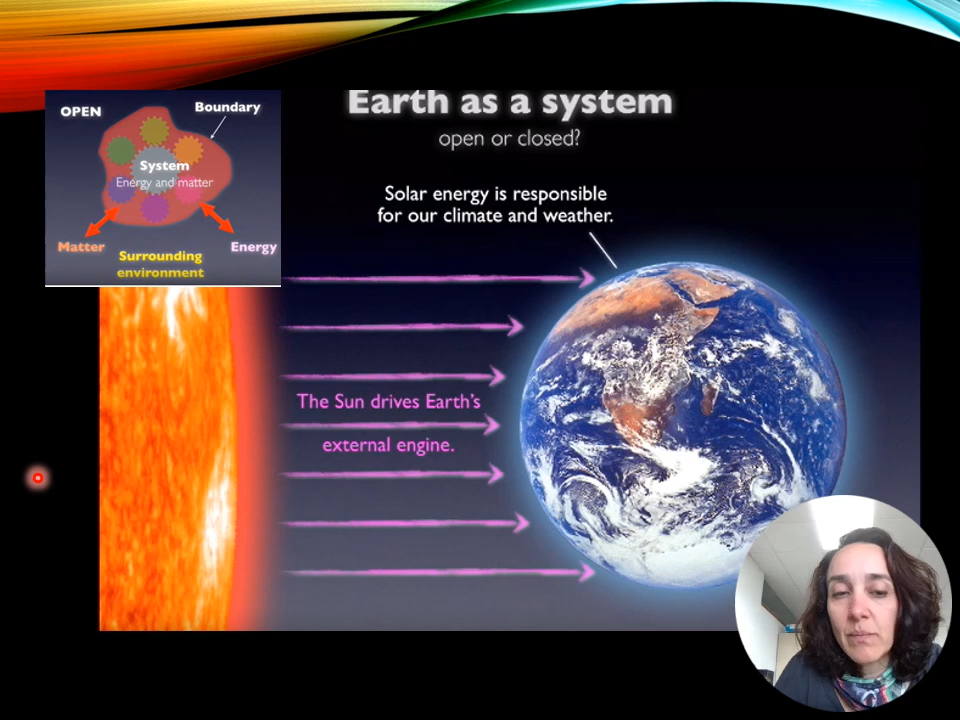 Earth as a system
open or closed?
OPEN
Boundary
System
Energy and matter
Matter
Energy
Surrounding
environment
Solar energy is responsible
for our climate and weather.
The Sun drives Earth's
external engine.